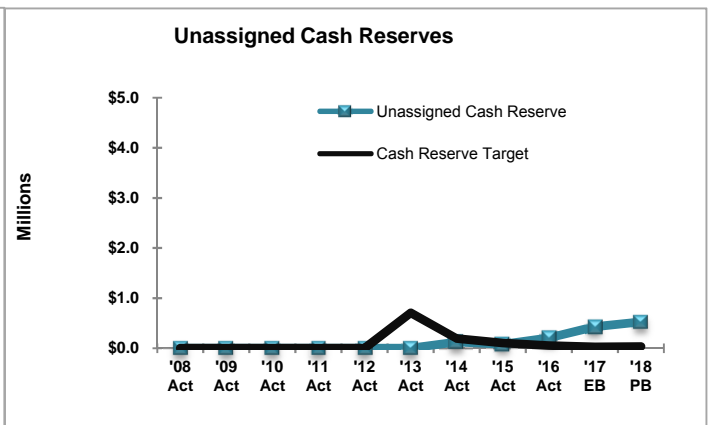 Unassigned Cash Reserves
Millions
$5.0
$4.0
$3.0
$2.0
$1.0
$0.0
Unassigned Cash Reserve
Cash Reserve Target
'08 '09 '10 '11 '12 '13 '14 '15 '16 '17 '18
Act Act Act Act Act Act Act Act Act EB PB